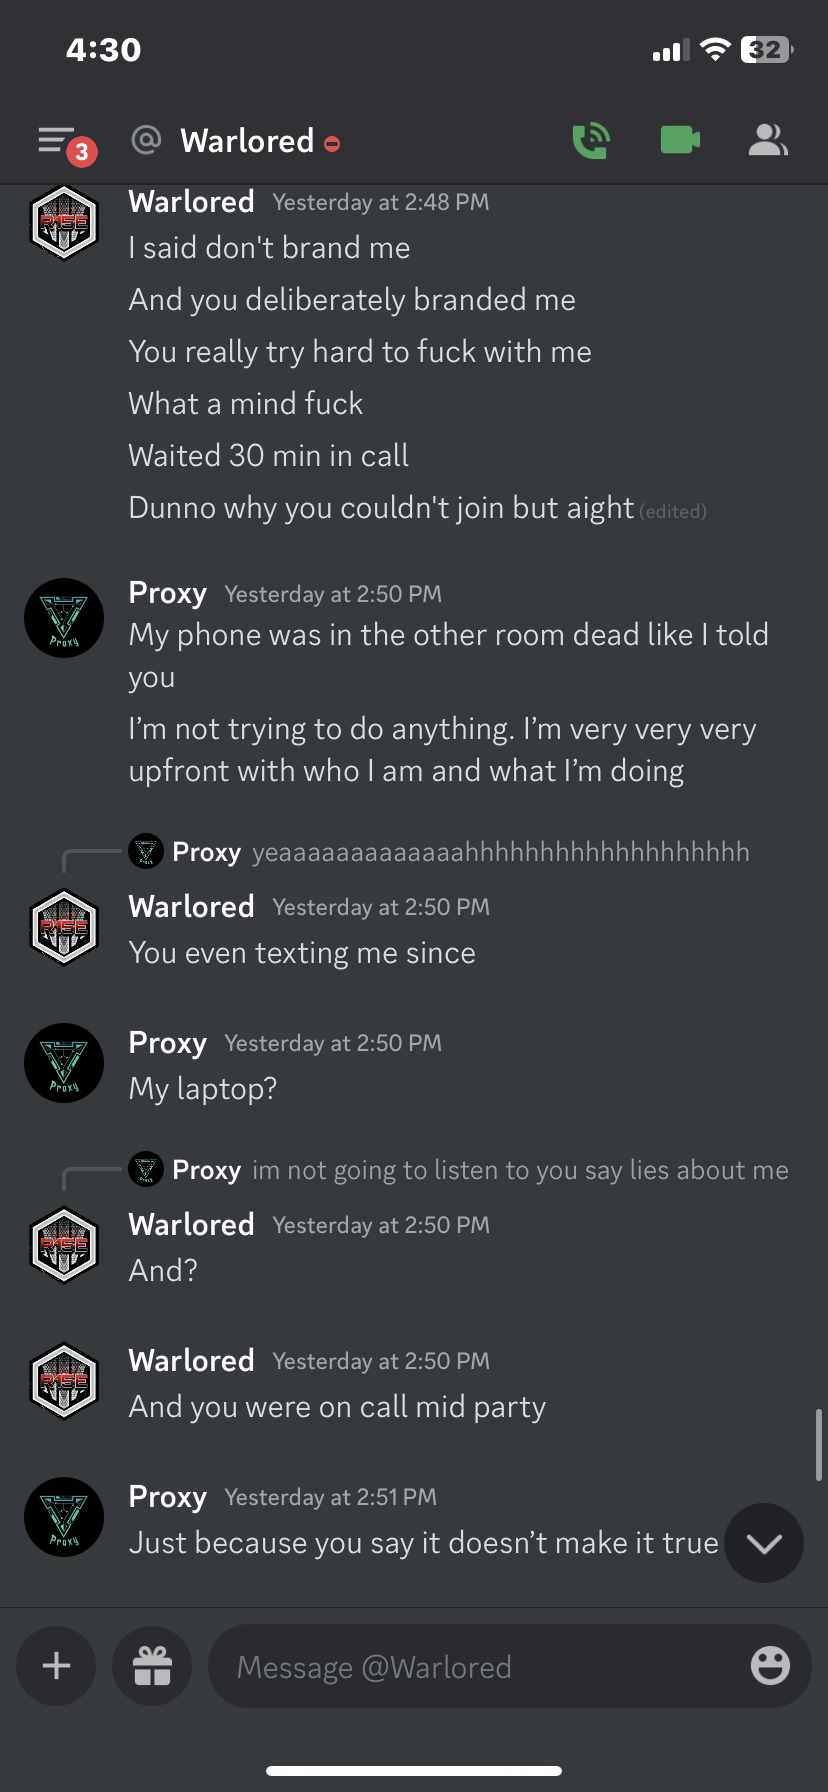 4:30
32
3
Warlored
Warlored Yesterday at 2:48 PM
I said don't brand me
And you deliberately branded me
You really try hard to fuck with me
What a mind fuck
Waited 30 min in call
Dunno why you couldn't join but aight (edited)
Proxy Yesterday at 2:50 PM
My phone was in the other room dead like I told
you
I’m not trying to do anything. I’m very very very
upfront with who I am and what I’m doing
Proxy yeaaaaaaaaaaaaahhhhhhhhhhhhhhhhhhh
R1SE
Warlored Yesterday at 2:50 PM
You even texting me since
Proxy Yesterday at 2:50 PM
My laptop?
Proxy
Proxy im not going to listen to you say lies about me
Warlored Yesterday at 2:50 PM
R1SE
And?
Warlored Yesterday at 2:50 PM
R1SE
And you were on call mid party
Proxy Yesterday at 2:51 PM
Just because you say it doesn’t make it true
Proxy
Message @Warlored